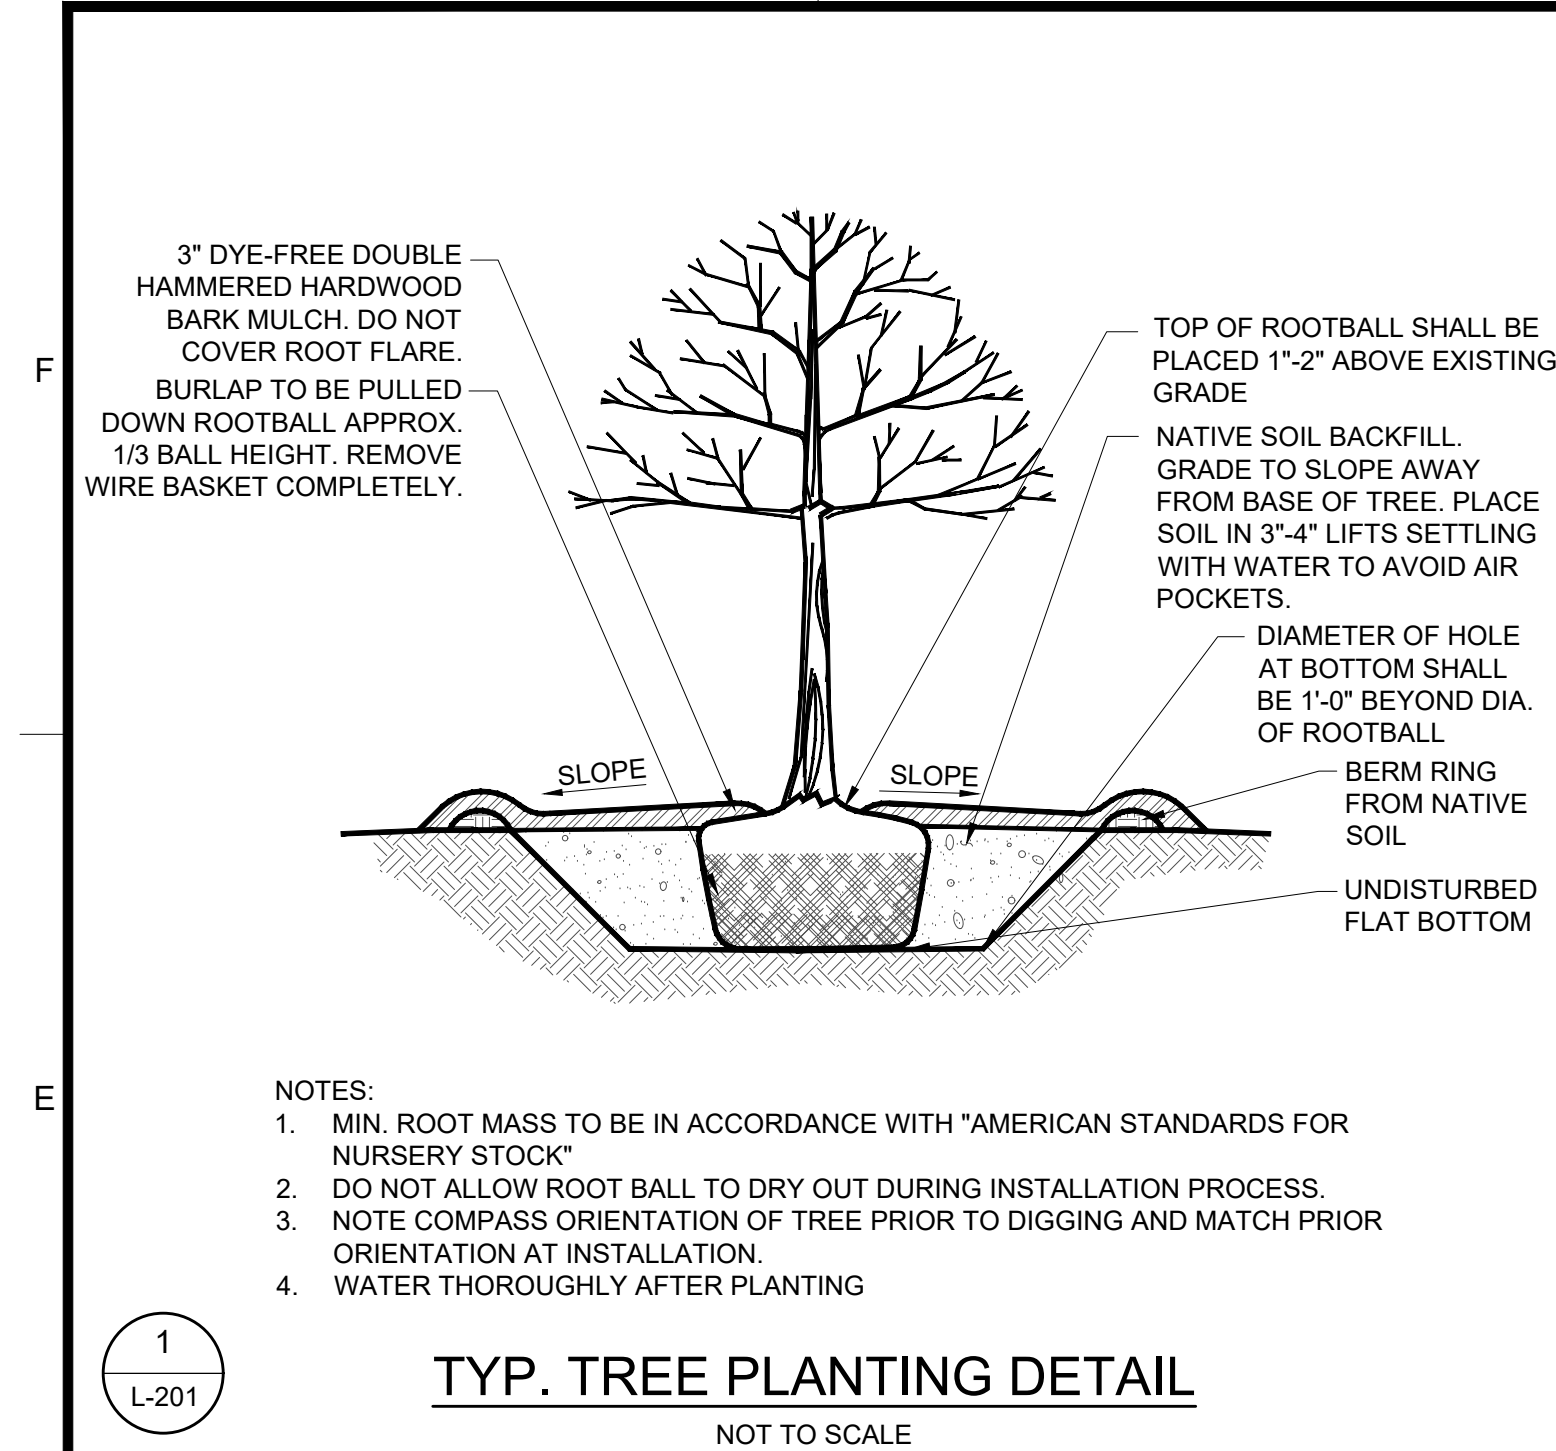 3" DYE-FREE DOUBLE
HAMMERED HARDWOOD
BARK MULCH. DO NOT
COVER ROOT FLARE.
BURLAP TO BE PULLED
DOWN ROOTBALL APPROX.
1/3 BALL HEIGHT. REMOVE
WIRE BASKET COMPLETELY.
TOP OF ROOTBALL SHALL BE
PLACED 1"-2" ABOVE EXISTING
GRADE
NATIVE SOIL BACKFILL.
GRADE TO SLOPE AWAY
FROM BASE OF TREE. PLACE
SOIL IN 3"-4" LIFTS SETTLING
WITH WATER TO AVOID AIR
POCKETS.
DIAMETER OF HOLE
AT BOTTOM SHALL
BE 1'-0" BEYOND DIA.
OF ROOTBALL
BERM RING
FROM NATIVE
SOIL
UNDISTURBED
FLAT BOTTOM
SLOPE
SLOPE
F
E
NOTES:
1. MIN. ROOT MASS TO BE IN ACCORDANCE WITH "AMERICAN STANDARDS FOR
NURSERY STOCK"
2. DO NOT ALLOW ROOT BALL TO DRY OUT DURING INSTALLATION PROCESS.
3. NOTE COMPASS ORIENTATION OF TREE PRIOR TO DIGGING AND MATCH PRIOR
ORIENTATION AT INSTALLATION.
4. WATER THOROUGHLY AFTER PLANTING
1
L-201
TYP. TREE PLANTING DETAIL
NOT TO SCALE